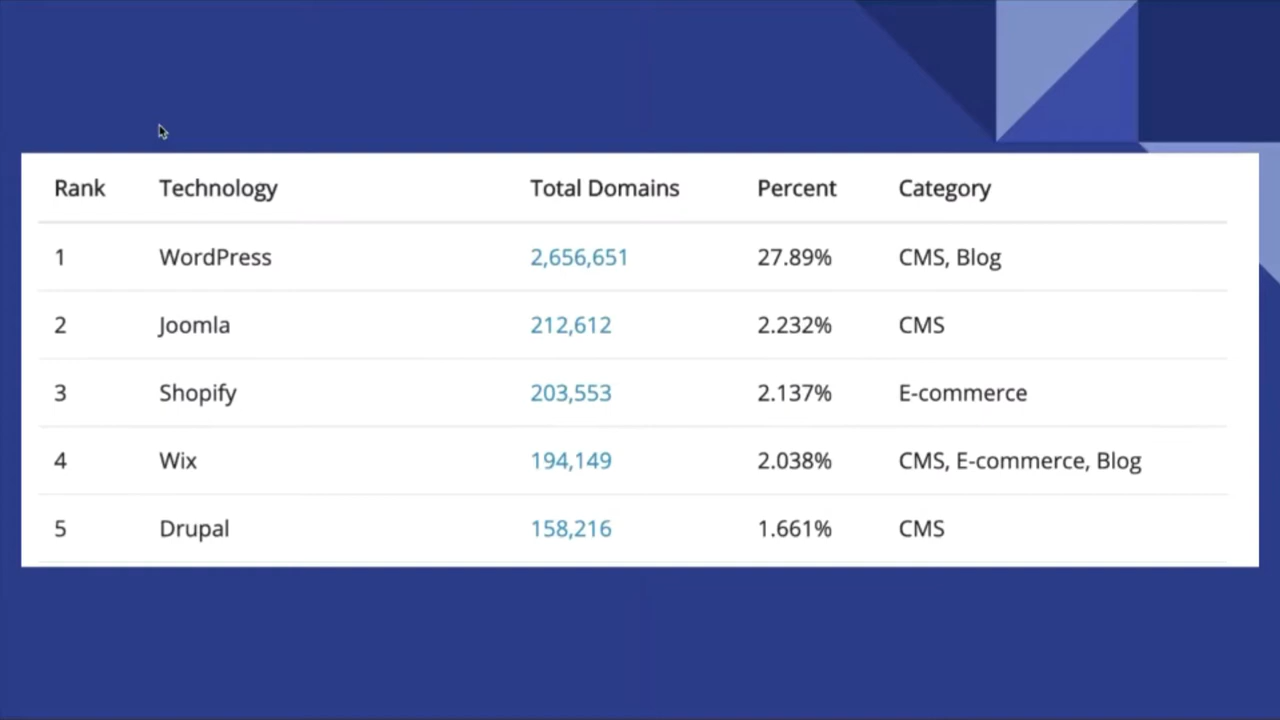 Rank Technology Total Domains Percent Category
1 WordPress 2,656,651 27.89% CMS, Blog
2 Joomla 212,612 2.232% CMS
3 Shopify 203,553 2.137% E-commerce
4 Wix 194,149 2.038% CMS, E-commerce, Blog
5 Drupal 158,216 1.661% CMS